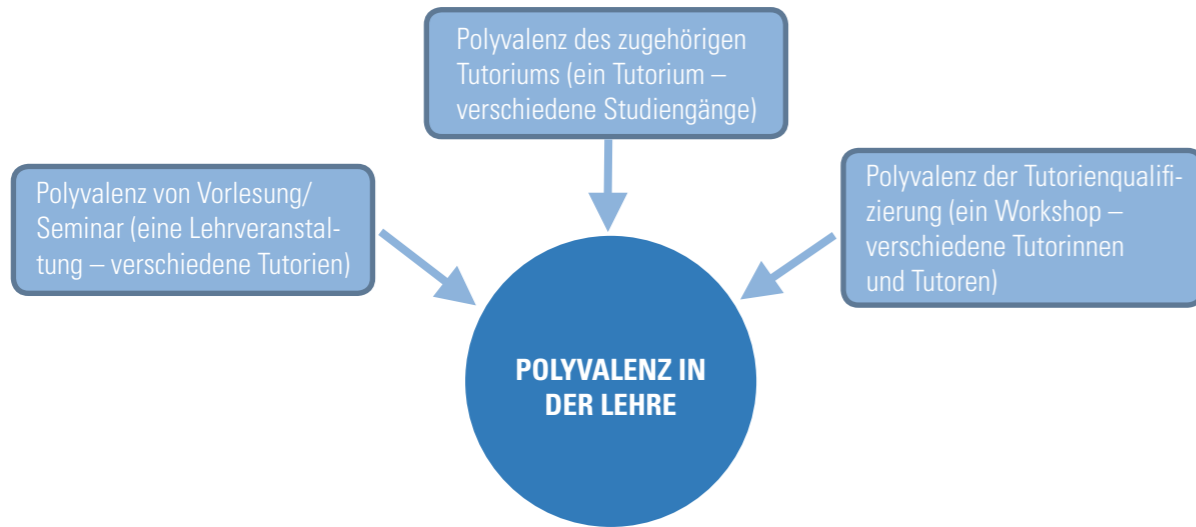 Polyvalenz des zugehörigen
Tutoriums (ein Tutorium –
verschiedene Studiengänge)
Polyvalenz von Vorlesung/
Seminar (eine Lehrveranstal-
tung – verschiedene Tutorien)
Polyvalenz der Tutorienqualifi-
zierung (ein Workshop –
verschiedene Tutorinnen
und Tutoren)
POLYVALENZ IN
DER LEHRE